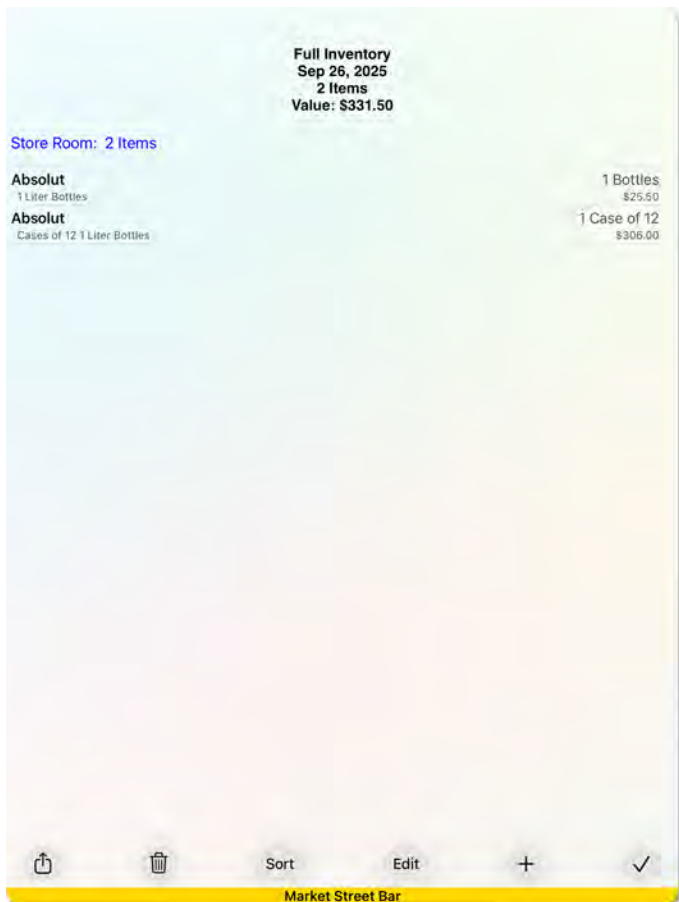 Full Inventory
Sep 26, 2025
2 Items
Value: $331.50
Store Room:  2 Items
Absolut
1 Bottles
1 Liter Bottles
$25.50
Absolut
1 Case of 12
Cases of 12 1 Liter Bottles
$306.00
Sort
Edit
Market Street Bar